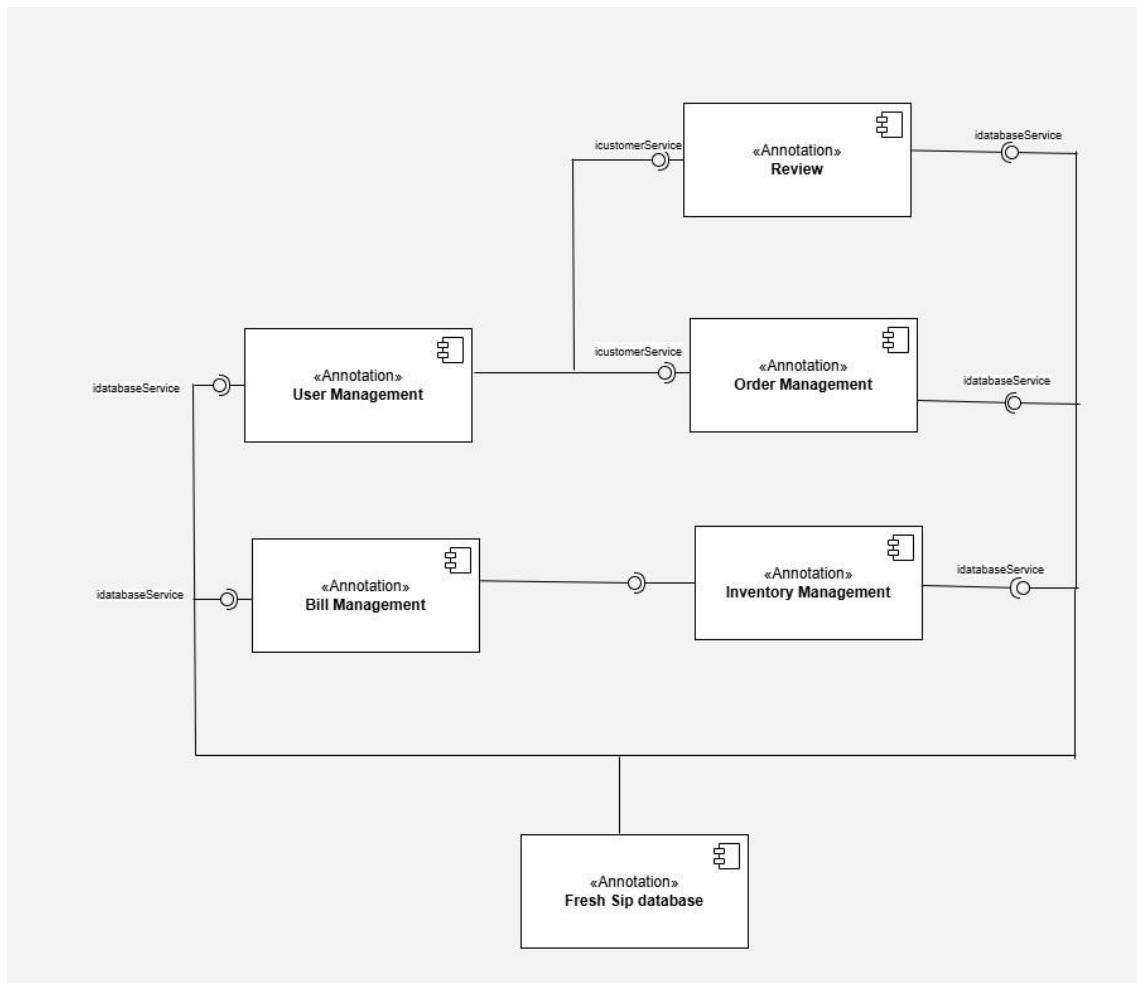 idatabaseService
icustomerService
«Annotation»
Review
icustomerService
«Annotation»
Order Management
idatabaseService
«Annotation»
User Management
idatabaseService
idatabaseService
«Annotation»
Bill Management
«Annotation»
Inventory Management
idatabaseService
idatabaseService
«Annotation»
Fresh Sip database